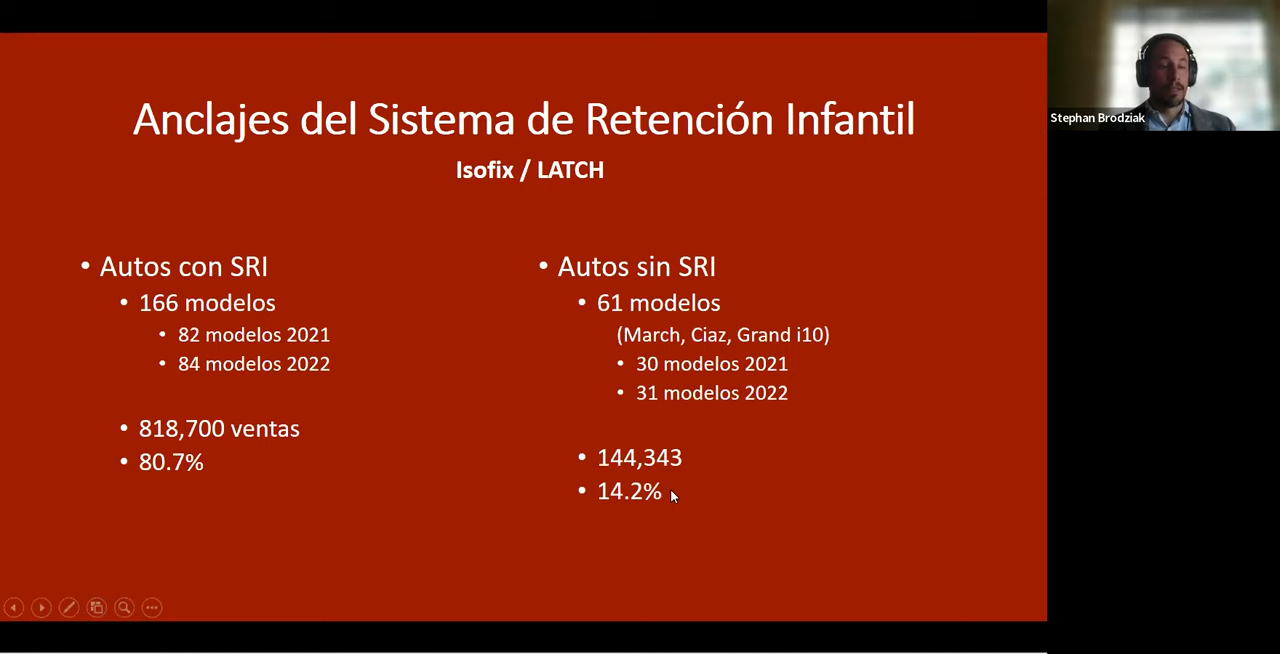 Anclajes del Sistema de Retención Infantil
Isofix / LATCH
• Autos con SRI
• 166 modelos
• 82 modelos 2021
• 84 modelos 2022
• 818,700 ventas
• 80.7%
• Autos sin SRI
• 61 modelos
(March, Ciaz, Grand i10)
• 30 modelos 2021
• 31 modelos 2022
• 144,343
• 14.2%
Stephan Brodziak